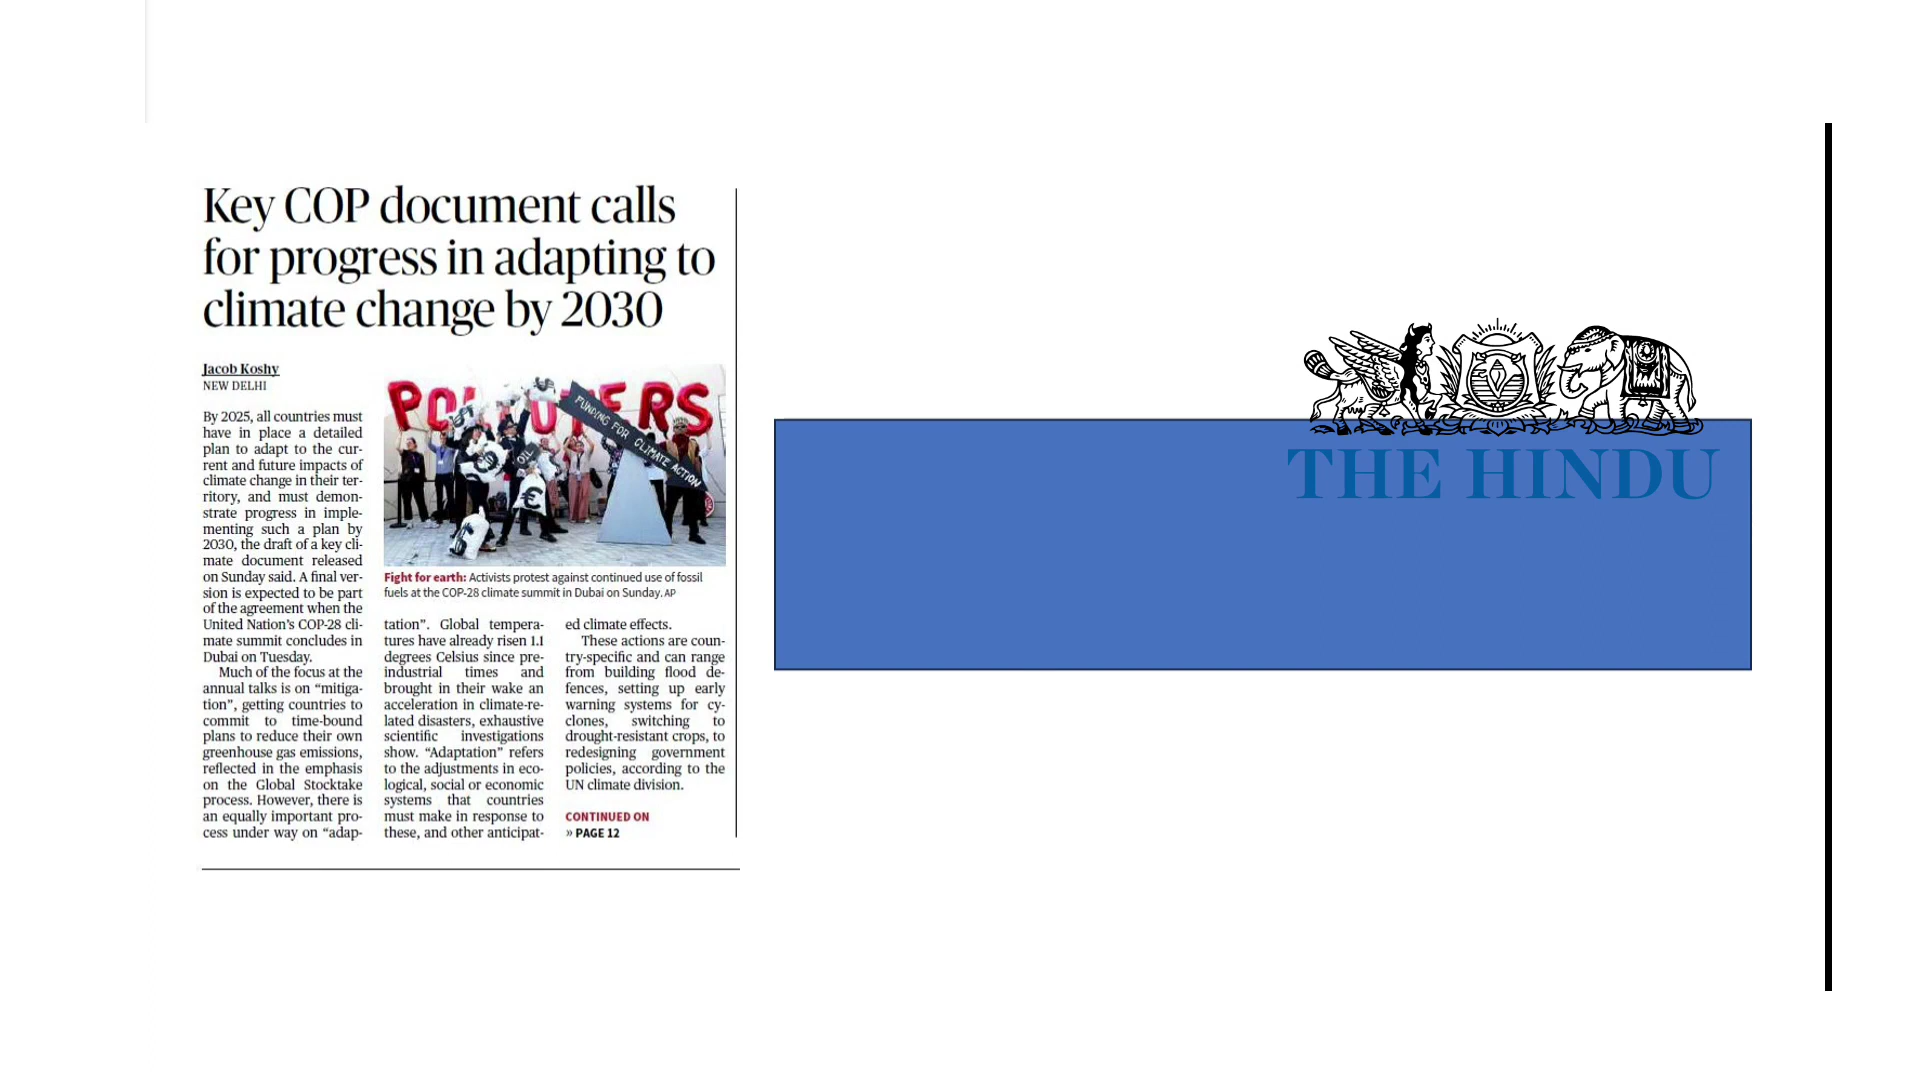 Key COP document calls
for progress in adapting to
climate change by 2030
Jacob Koshy
NEW DELHI
By 2025, all countries must
have in place a detailed
plan to adapt to the cur-
rent and future impacts of
climate change in their ter-
ritory, and must demon-
strate progress in imple-
menting such a plan by
2030, the draft of a key cli-
mate document released
on Sunday said. A final ver-
sion is expected to be part
of the agreement when the
United Nation's COP-28 cli-
mate summit concludes in
Dubai on Tuesday.
Much of the focus at the
annual talks is on “mitiga-
tion”, getting countries to
commit to time-bound
plans to reduce their own
greenhouse gas emissions,
reflected in the emphasis
on the Global Stocktake
process. However, there is
an equally important pro-
cess under way on “adap-
FUNDING FOR CLIMATE ACTION
OIL
Fight for earth: Activists protest against continued use of fossil
fuels at the COP-28 climate summit in Dubai on Sunday. AP
tation”. Global tempera-
tures have already risen 1.1
degrees Celsius since pre-
industrial times and
brought in their wake an
acceleration in climate-re-
lated disasters, exhaustive
scientific investigations
show. “Adaptation” refers
to the adjustments in eco-
logical, social or economic
systems that countries
must make in response to
these, and other anticipat-
ed climate effects.
These actions are coun-
try-specific and can range
from building flood de-
fences, setting up early
warning systems for cy-
clones, switching to
drought-resistant crops, to
redesigning government
policies, according to the
UN climate division.
CONTINUED ON
» PAGE 12
THE HINDU